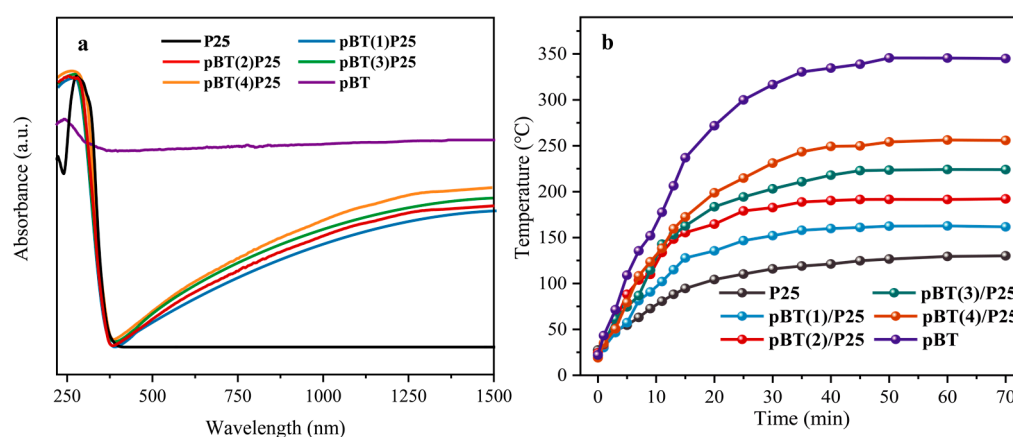 a
P25
pBT(1)P25
pBT(2)P25
pBT(3)P25
pBT(4)P25
pBT
Absorbance (a.u.)
250 500 750 1000 1250 1500
Wavelength (nm)
b
350
300
250
200
150
100
50
0
Temperature (°C)
P25
pBT(3)/P25
pBT(1)/P25
pBT(4)/P25
pBT(2)/P25
pBT
0 10 20 30 40 50 60 70
Time (min)